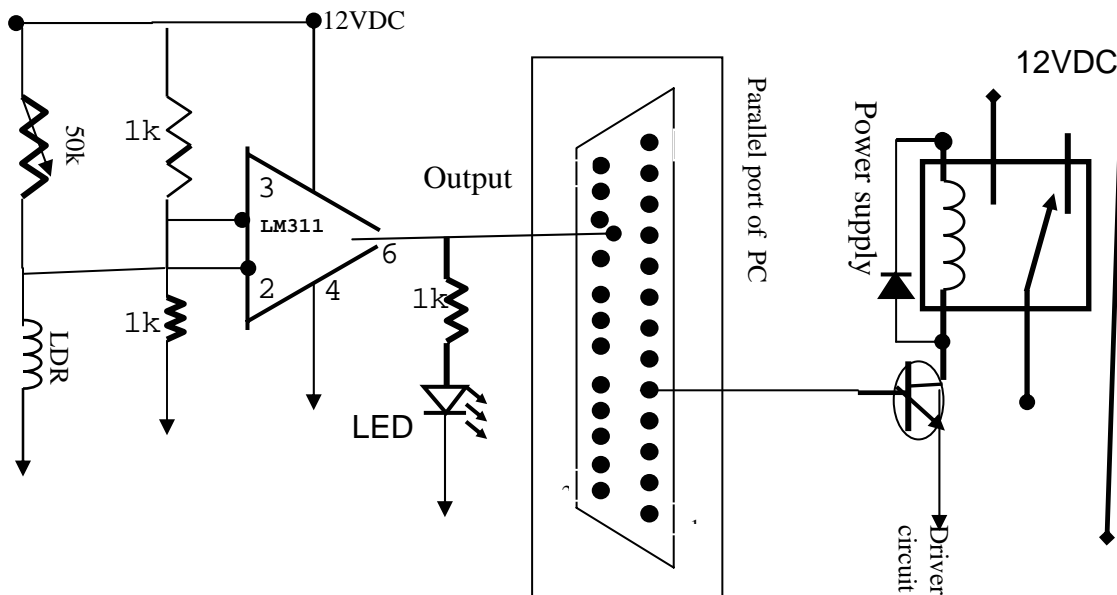 12VDC
50k
1k
3
LM311
2
4
6
1k
LDR
Output
1k
LED
Parallel port of PC
12VDC
Power supply
Driver
circuit